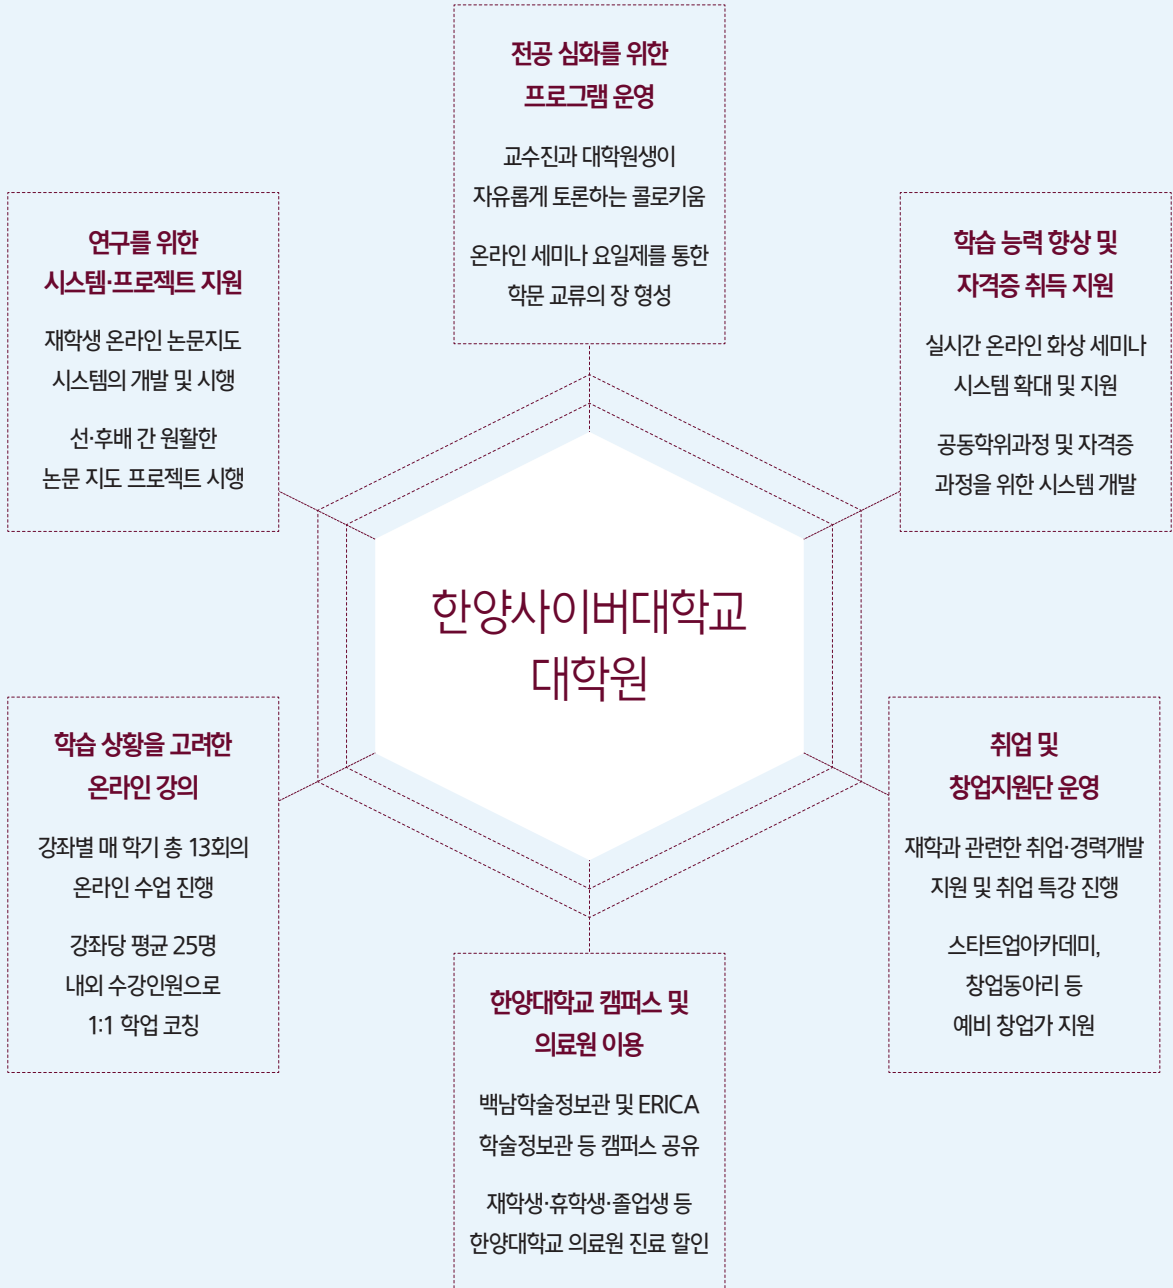 전공 심화를 위한
프로그램 운영
교수진과 대학원생이
자유롭게 토론하는 콜로키움
온라인 세미나 요일제를 통한
학문 교류의 장 형성
연구를 위한
시스템·프로젝트 지원
재학생 온라인 논문지도
시스템의 개발 및 시행
선·후배 간 원활한
논문 지도 프로젝트 시행
학습 능력 향상 및
자격증 취득 지원
실시간 온라인 화상 세미나
시스템 확대 및 지원
공동학위과정 및 자격증
과정을 위한 시스템 개발
한양사이버대학교
대학원
학습 상황을 고려한
온라인 강의
강좌별 매 학기 총 13회의
온라인 수업 진행
강좌당 평균 25명
내외 수강인원으로
1:1 학업 코칭
취업 및
창업지원단 운영
재학과 관련한 취업·경력개발
지원 및 취업 특강 진행
스타트업아카데미,
창업동아리 등
예비 창업가 지원
한양대학교 캠퍼스 및
의료원 이용
백남학술정보관 및 ERICA
학술정보관 등 캠퍼스 공유
재학생·휴학생·졸업생 등
한양대학교 의료원 진료 할인